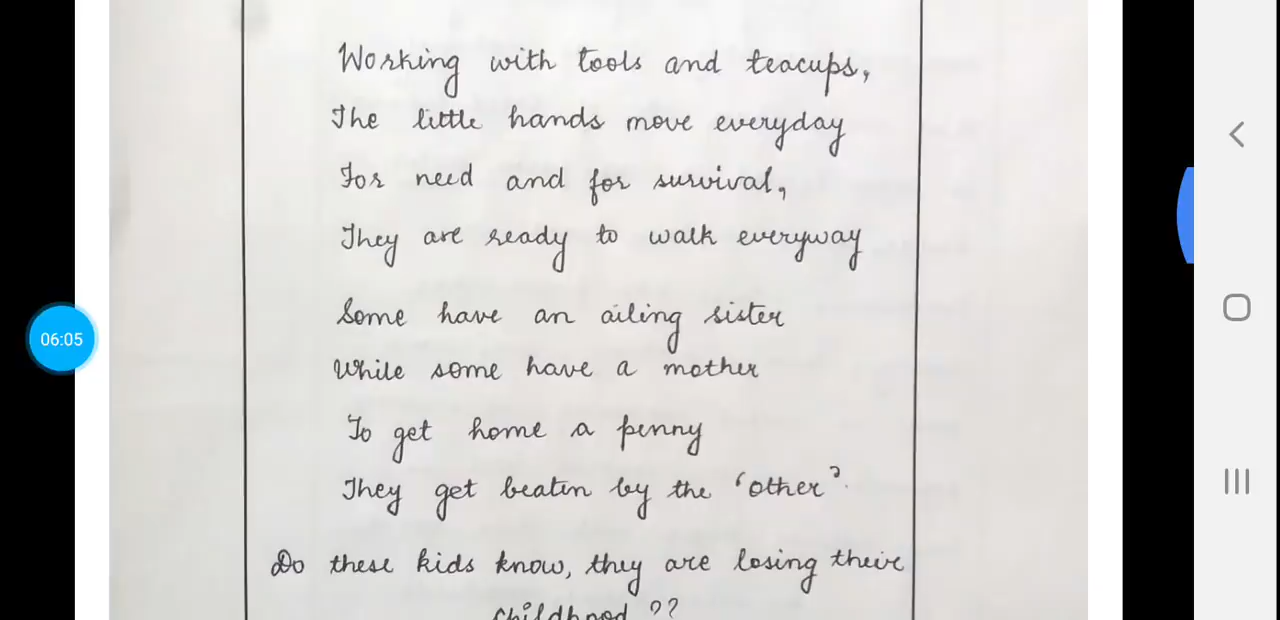 Working with tools and teacups,
The little hands move everyday
For need and for survival,
They are ready to walk everyway
Some have an ailing sister
While some have a mother
To get home a penny
They get beaten by the 'other'.
06:05
Do these kids know, they are losing their
childhood ??